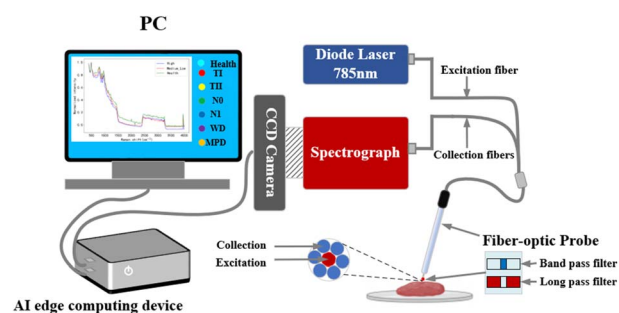 PC
Health
TI
TII
N0
N1
WD
MPD
CCD Camera
Diode Laser
785nm
Spectrograph
Excitation fiber
Collection fibers
Fiber-optic Probe
Band pass filter
Long pass filter
Collection
Excitation
AI edge computing device